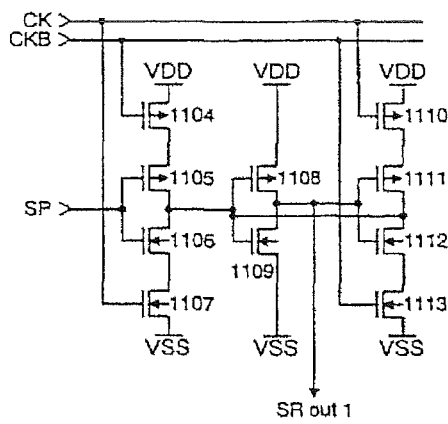 CK
CKB
VDD VDD VDD
1104 1110
1105 1108 1111
SP
1106 1112
1109
1107 1113
VSS VSS VSS
SR out 1